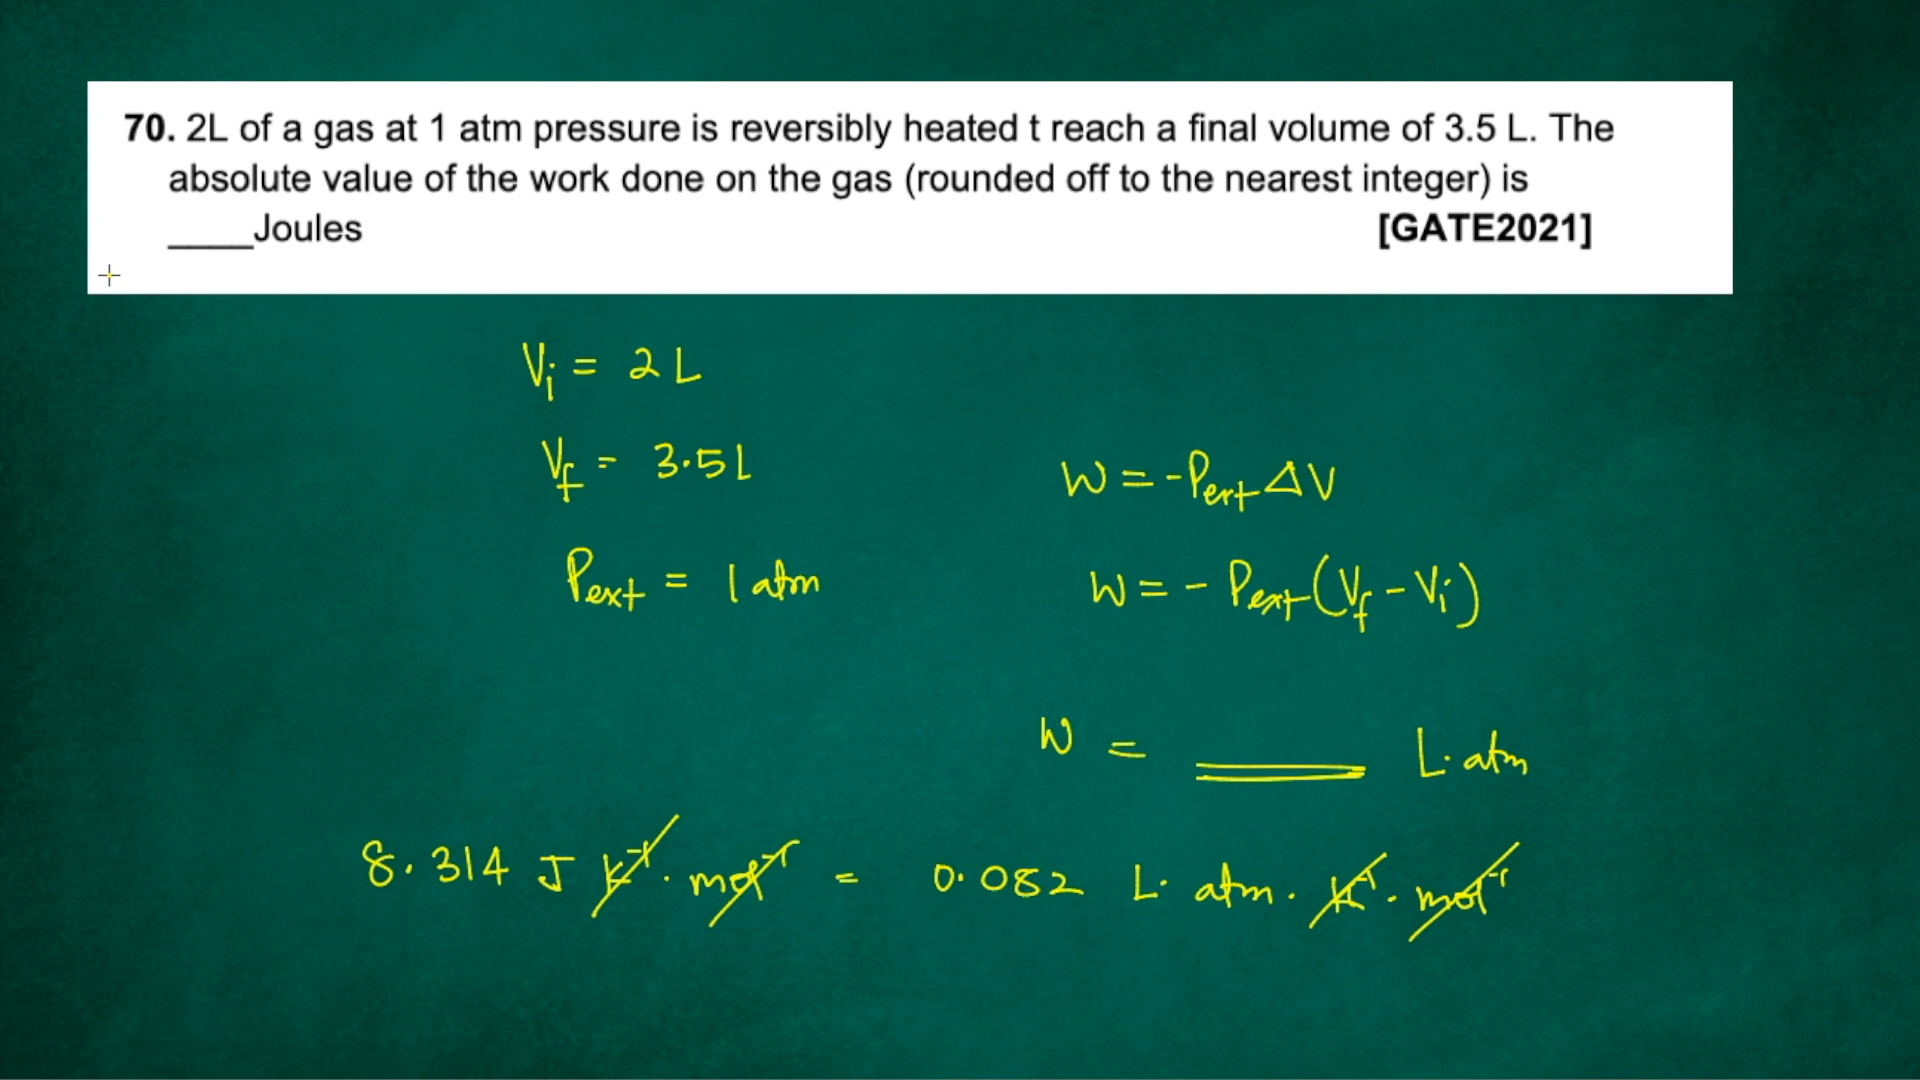 70. 2L of a gas at 1 atm pressure is reversibly heated t reach a final volume of 3.5 L. The
absolute value of the work done on the gas (rounded off to the nearest integer) is
____Joules [GATE2021]
Vi = 2 L
Vf = 3.5 L
W = -Pext ΔV
Pext = 1 atm
W = - Pext (Vf - Vi)
W = ____ L. atm
8.314 J K⁻¹. mol⁻¹ = 0.082 L. atm. K⁻¹. mol⁻¹